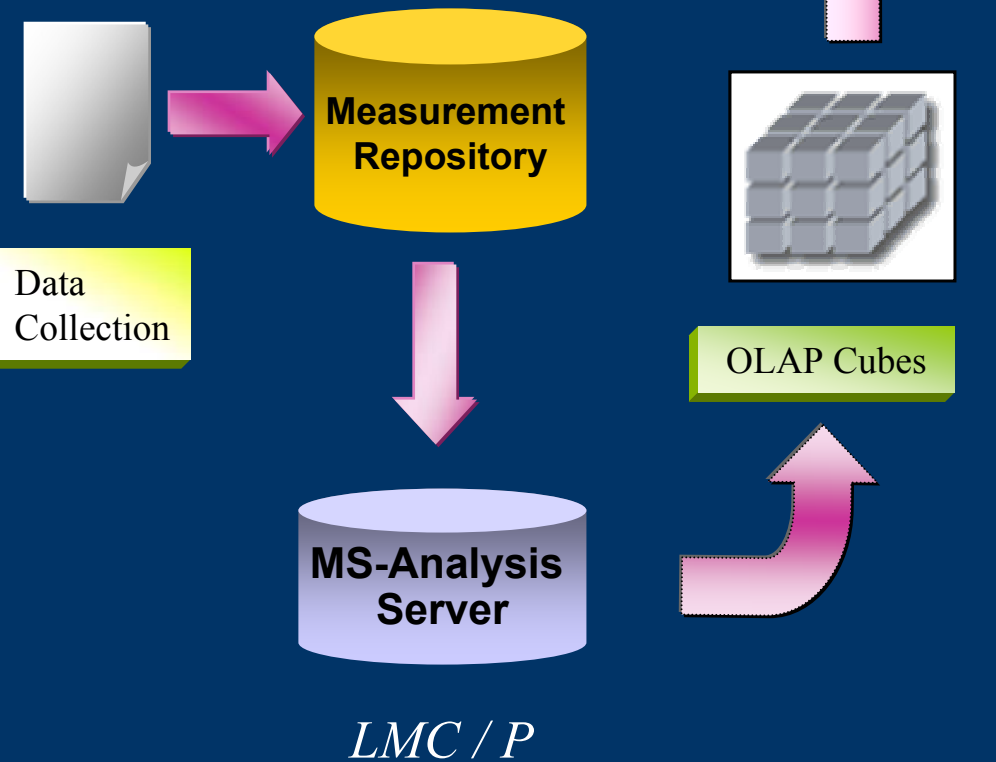 Measurement
Repository
Data
Collection
OLAP Cubes
MS-Analysis
Server
LMC / P